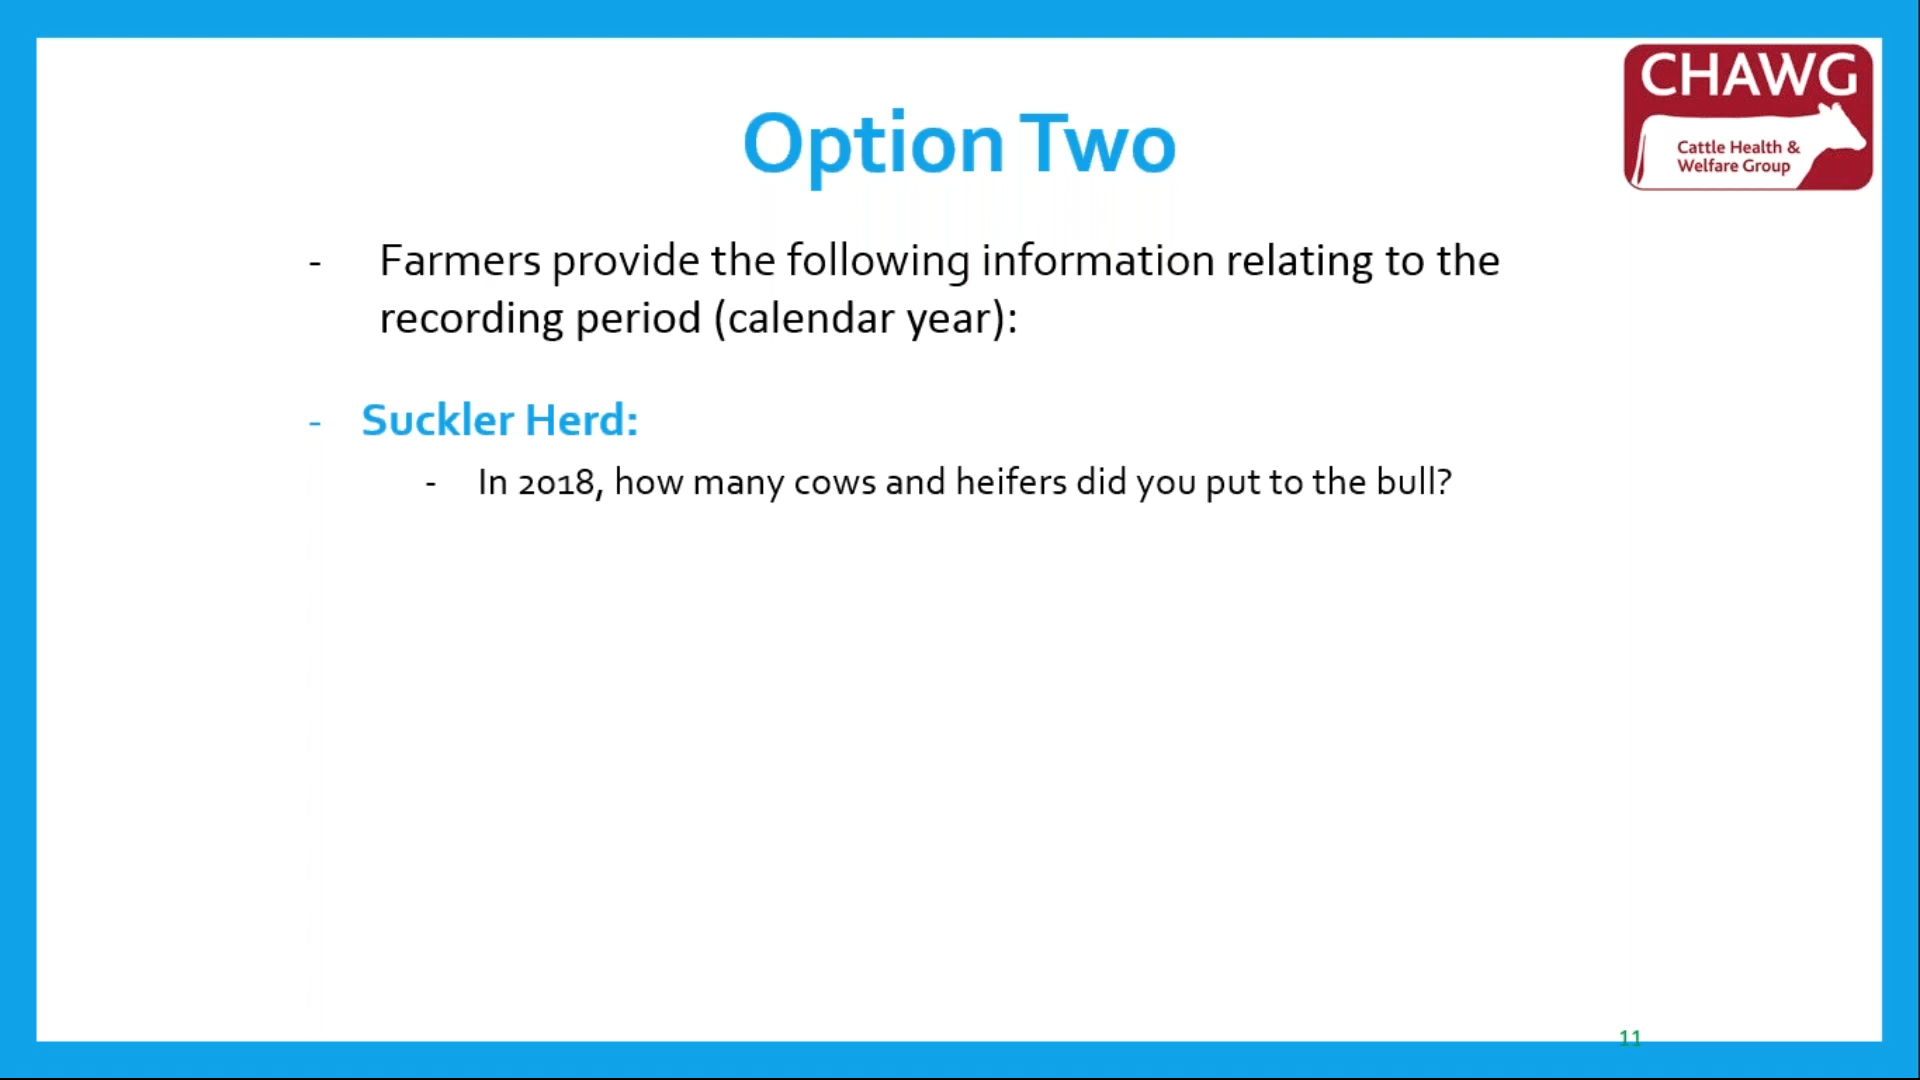 CHAWG
Cattle Health &
Welfare Group
Option Two
- Farmers provide the following information relating to the
recording period (calendar year):
- Suckler Herd:
- In 2018, how many cows and heifers did you put to the bull?
11